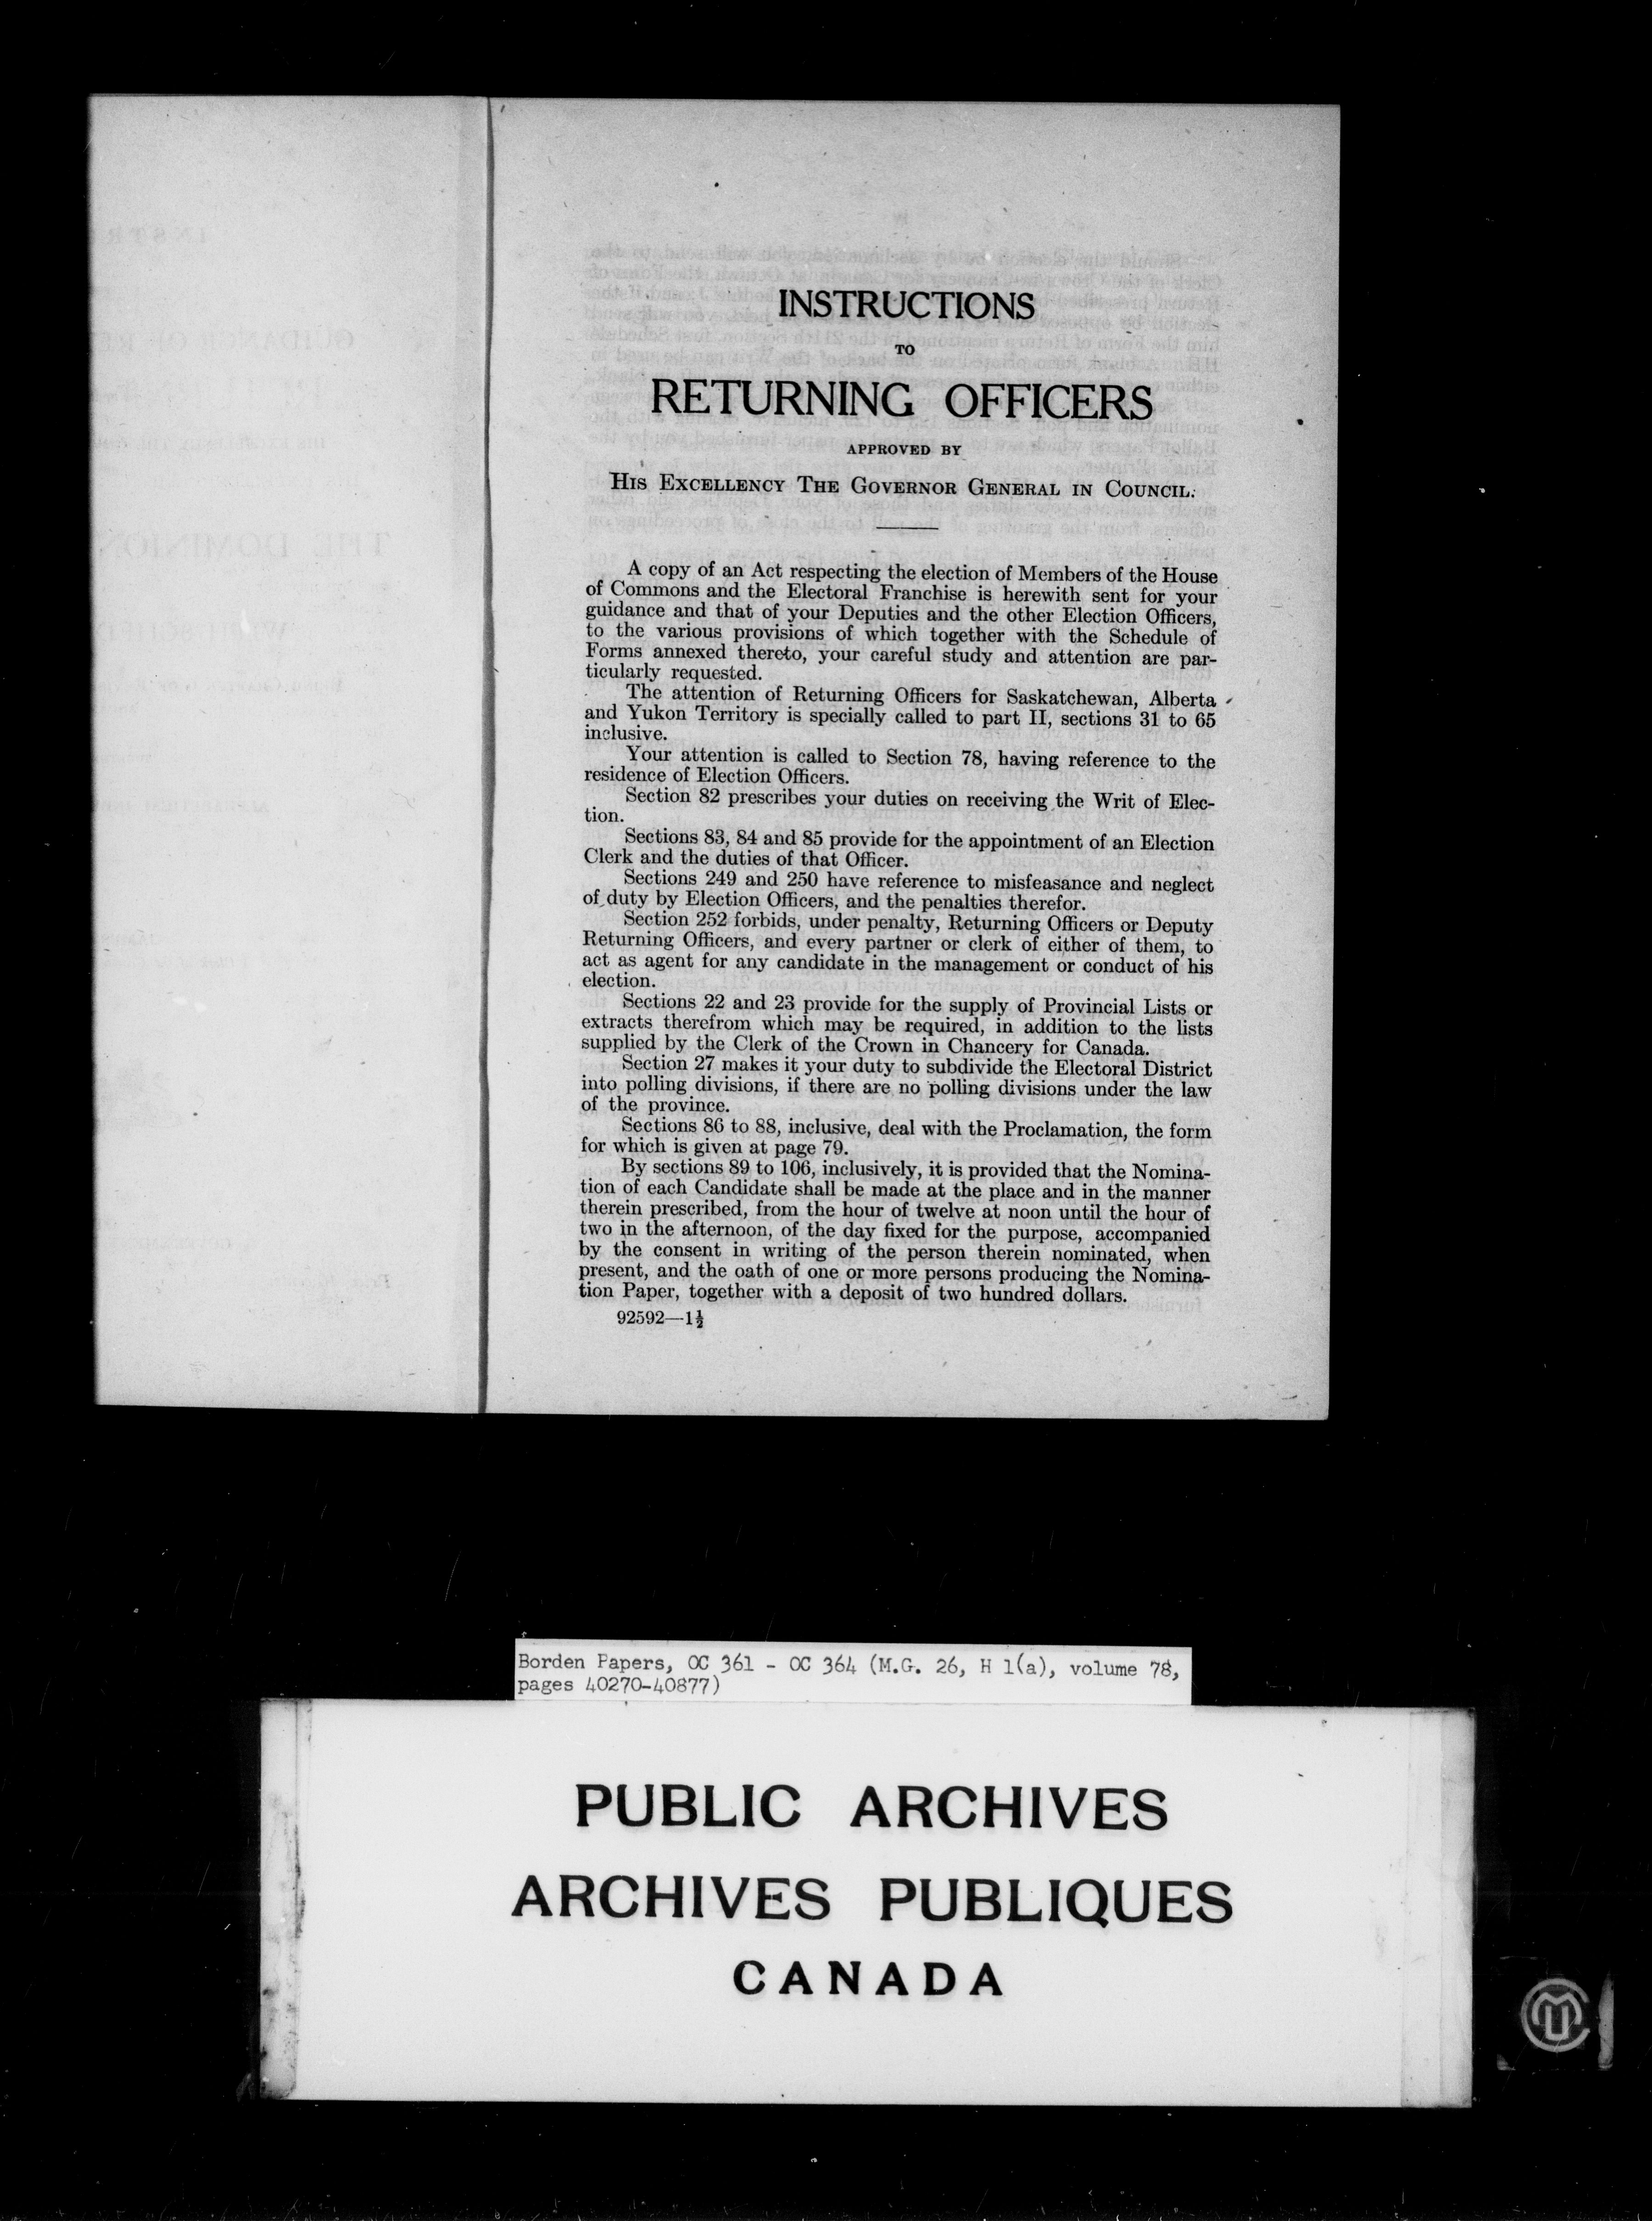 INSTRUCTIONS
TO
RETURNING OFFICERS
APPROVED BY
HIS EXCELLENCY THE GOVERNOR GENERAL IN COUNCIL.
A copy of an Act respecting the election of Members of the House
of Commons and the Electoral Franchise is herewith sent for your
guidance and that of your Deputies and the other Election Officers,
to the various provisions of which together with the Schedule of
Forms annexed thereto, your careful study and attention are par-
ticularly requested.
The attention of Returning Officers for Saskatchewan, Alberta
and Yukon Territory is specially called to part II, sections 31 to 65
inclusive.
Your attention is called to Section 78, having reference to the
residence of Election Officers.
Section 82 prescribes your duties on receiving the Writ of Elec-
tion.
Sections 83, 84 and 85 provide for the appointment of an Election
Clerk and the duties of that Officer.
Sections 249 and 250 have reference to misfeasance and neglect
of duty by Election Officers, and the penalties therefor.
Section 252 forbids, under penalty, Returning Officers or Deputy
Returning Officers, and every partner or clerk of either of them, to
act as agent for any candidate in the management or conduct of his
election.
Sections 22 and 23 provide for the supply of Provincial Lists or
extracts therefrom which may be required, in addition to the lists
supplied by the Clerk of the Crown in Chancery for Canada.
Section 27 makes it your duty to subdivide the Electoral District
into polling divisions, if there are no polling divisions under the law
of the province.
Sections 86 to 88, inclusive, deal with the Proclamation, the form
for which is given at page 79.
By sections 89 to 106, inclusively, it is provided that the Nomina-
tion of each Candidate shall be made at the place and in the manner
therein prescribed, from the hour of twelve at noon until the hour of
two in the afternoon, of the day fixed for the purpose, accompanied
by the consent in writing of the person therein nominated, when
present, and the oath of one or more persons producing the Nomina-
tion Paper, together with a deposit of two hundred dollars.
92592—1½
Borden Papers, OC 361 - OC 364 (M.G. 26, H 1(a), volume 78,
pages 40270-40877)
PUBLIC ARCHIVES
ARCHIVES PUBLIQUES
CANADA